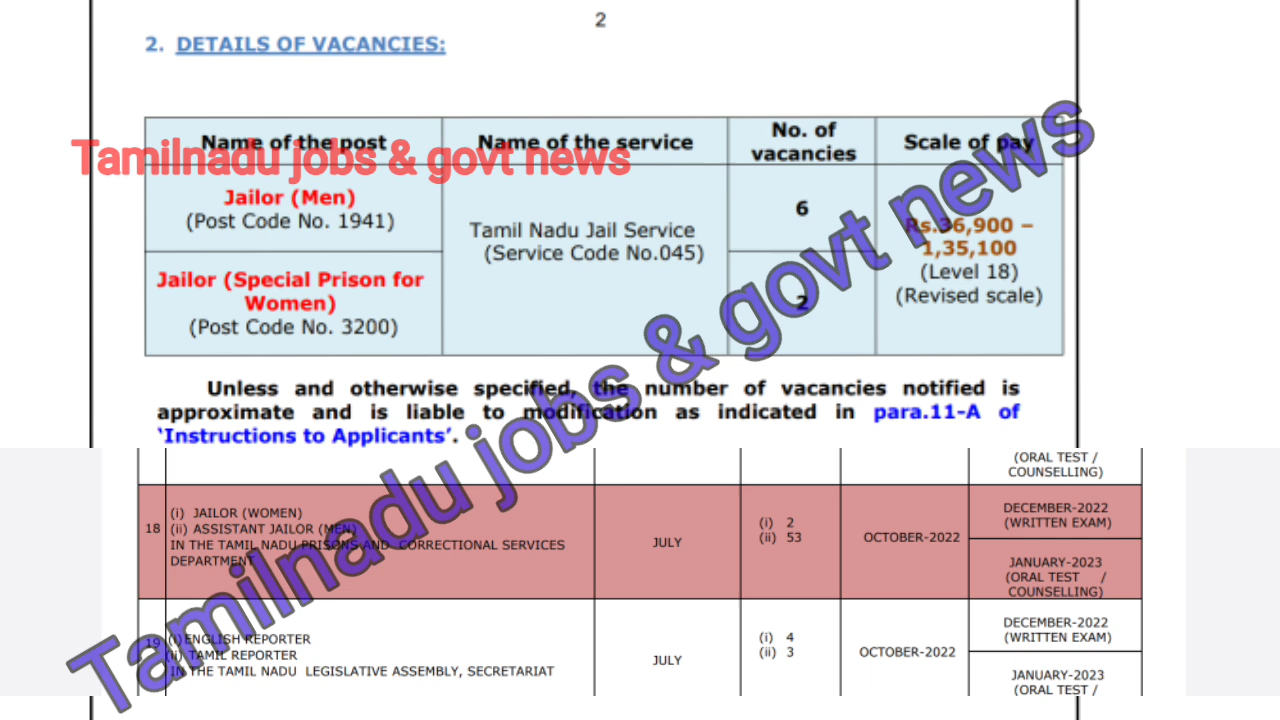 2
2. DETAILS OF VACANCIES:
Name of the post
Name of the service
No. of
vacancies
Scale of pay
Tamilnadu jobs & govt news
Jailor (Men)
(Post Code No. 1941)
Tamil Nadu Jail Service
(Service Code No.045)
6
Rs.36,900 –
1,35,100
(Level 18)
(Revised scale)
Jailor (Special Prison for
Women)
(Post Code No. 3200)
2
Unless and otherwise specified, the number of vacancies notified is
approximate and is liable to modification as indicated in para.11-A of
‘Instructions to Applicants’.
(ORAL TEST /
COUNSELLING)
18
(i) JAILOR (WOMEN)
(ii) ASSISTANT JAILOR (MEN)
IN THE TAMIL NADU PRISONS AND CORRECTIONAL SERVICES
DEPARTMENT
JULY
(i) 2
(ii) 53
OCTOBER-2022
DECEMBER-2022
(WRITTEN EXAM)
JANUARY-2023
(ORAL TEST /
COUNSELLING)
19
(i) ENGLISH REPORTER
(ii) TAMIL REPORTER
IN THE TAMIL NADU LEGISLATIVE ASSEMBLY, SECRETARIAT
JULY
(i) 4
(ii) 3
OCTOBER-2022
DECEMBER-2022
(WRITTEN EXAM)
JANUARY-2023
(ORAL TEST /
Tamilnadu jobs & govt news